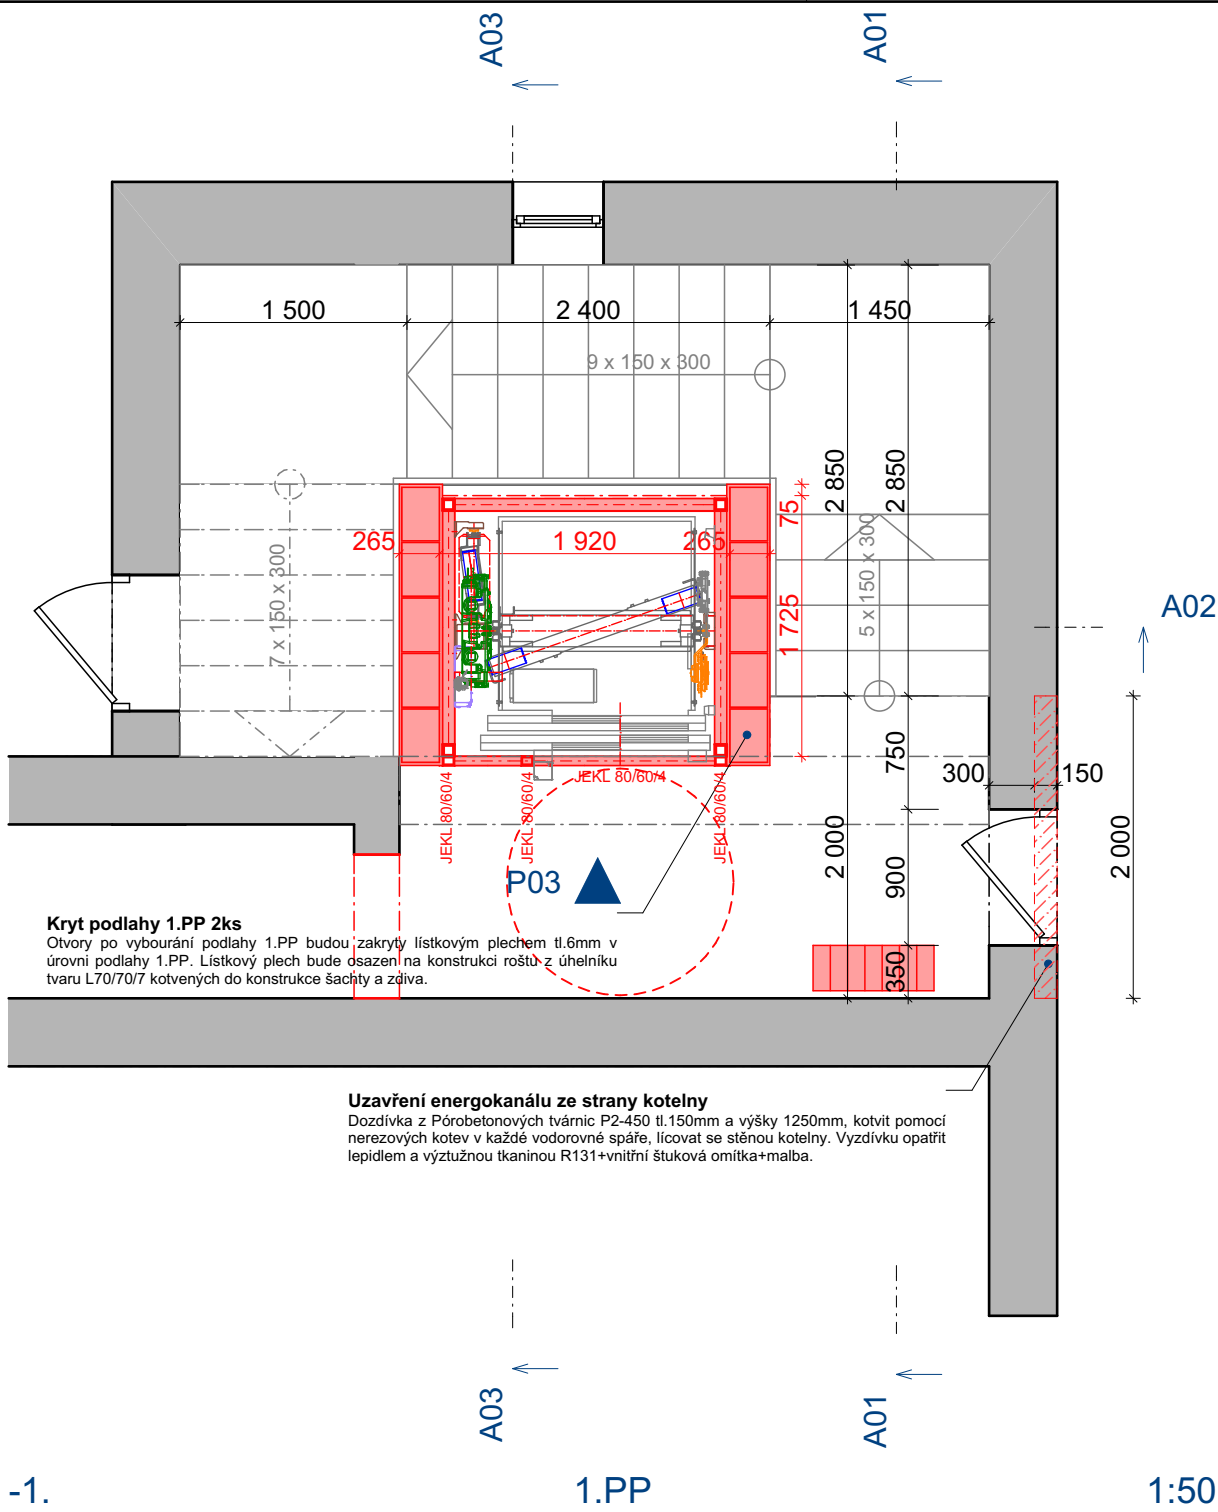 A03
A01
1 500
2 400
1 450
9 x 150 x 300
2 850
2 850
75
265
1 920
265
7 x 150 x 300
1 725
5 x 150 x 300
A02
750
300
150
JEKL 80/60/4
JEKL 80/60/4
JEKL 80/60/4
JEKL 80/60/4
2 000
900
2 000
P03
350
Kryt podlahy 1.PP 2ks
Otvory po vybourání podlahy 1.PP budou zakryty lístkovým plechem tl.6mm v
úrovni podlahy 1.PP. Lístkový plech bude osazen na konstrukci roštu z úhelníku
tvaru L70/70/7 kotvených do konstrukce šachty a zdiva.
Uzavření energokanálu ze strany kotelny
Dozdívka z Pórobetonových tvárnic P2-450 tl.150mm a výšky 1250mm, kotvit pomocí
nerezových kotev v každé vodorovné spáře, lícovat se stěnou kotelny. Vyzdívku opatřit
lepidlem a výztužnou tkaninou R131+vnitřní štuková omítka+malba.
A03
A01
-1.
1.PP
1:50